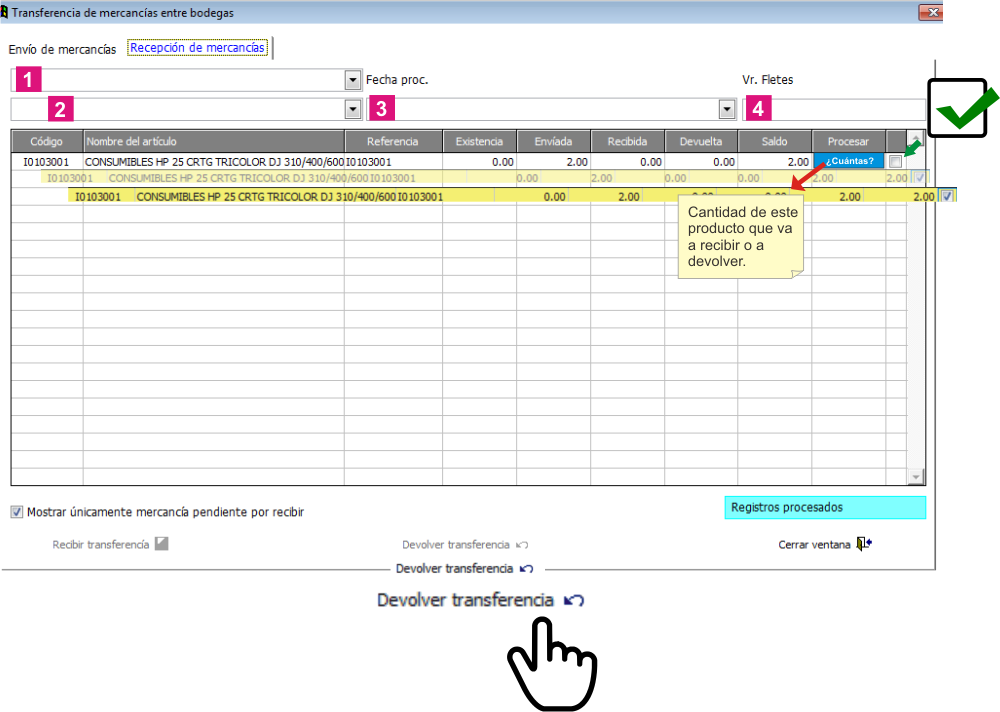 Transferencia de mercancías entre bodegas
Envío de mercancías Recepción de mercancías
1 Fecha proc. Vr. Fletes
2 3 4
Código Nombre del artículo Referencia Existencia Envíada Recibida Devuelta Saldo Procesar
I0103001 CONSUMIBLES HP 25 CRTG TRICOLOR DJ 310/400/600 I0103001 0.00 2.00 0.00 0.00 2.00 ¿Cuántas?
I0103001 CONSUMIBLES HP 25 CRTG TRICOLOR DJ 310/400/600 I0103001 0.00 2.00 0.00 0.00 2.00 2.00
I0103001 CONSUMIBLES HP 25 CRTG TRICOLOR DJ 310/400/600 I0103001 0.00 2.00 0.00 0.00 2.00 2.00
Cantidad de este
producto que va
a recibir o a
devolver.
Mostrar únicamente mercancía pendiente por recibir Registros procesados
Recibir transferencía Devolver transferencia Cerrar ventana
Devolver transferencia
Devolver transferencia